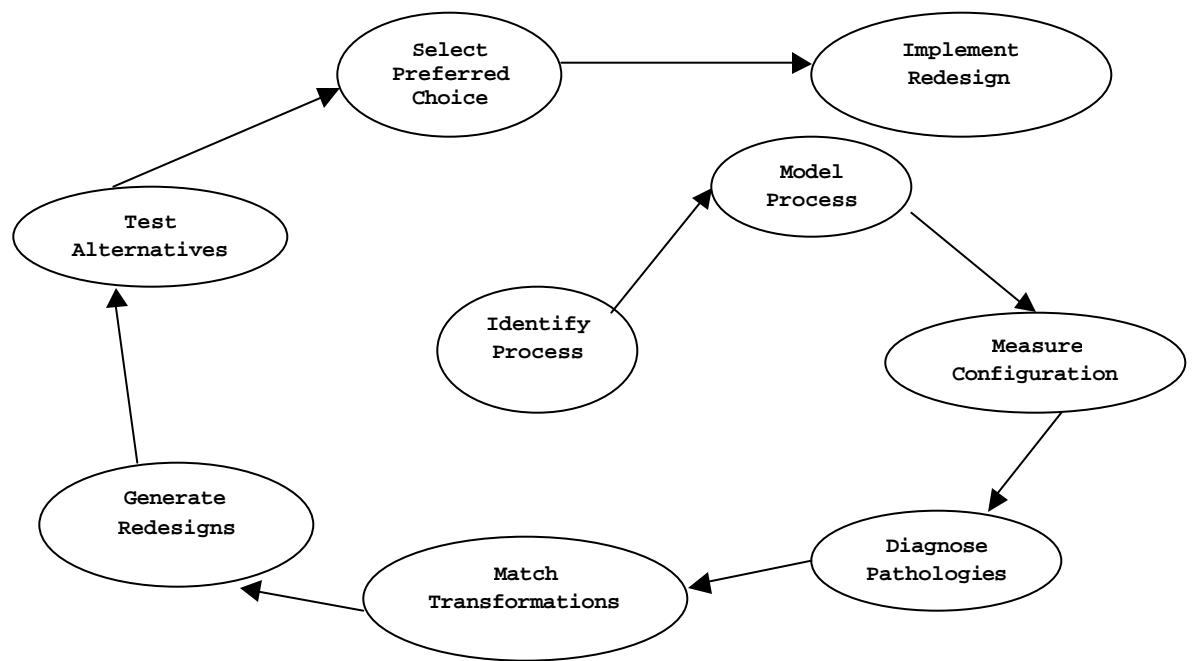 Select
Preferred
Choice
Implement
Redesign
Model
Process
Test
Alternatives
Identify
Process
Measure
Configuration
Generate
Redesigns
Diagnose
Pathologies
Match
Transformations